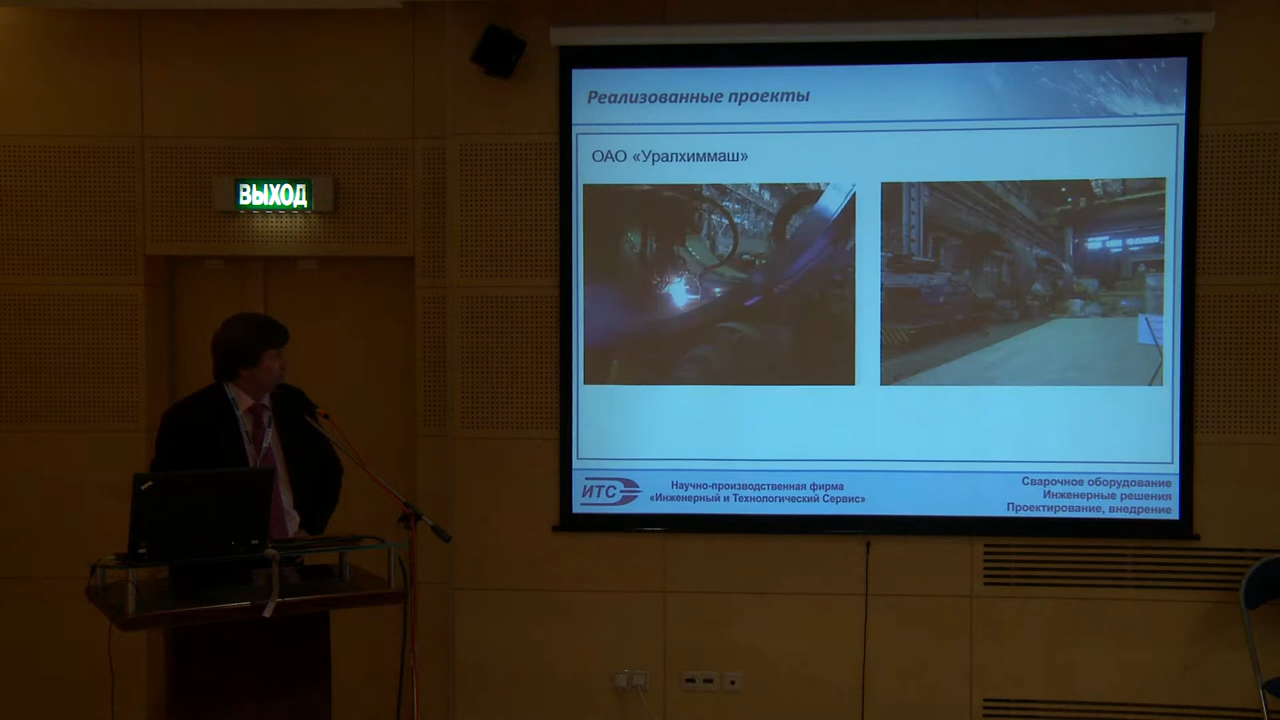 ВЫХОД
Реализованные проекты
ОАО «Уралхиммаш»
ИТС
Научно-производственная фирма
«Инженерный и Технологический Сервис»
Сварочное оборудование
Инженерные решения
Проектирование, внедрение